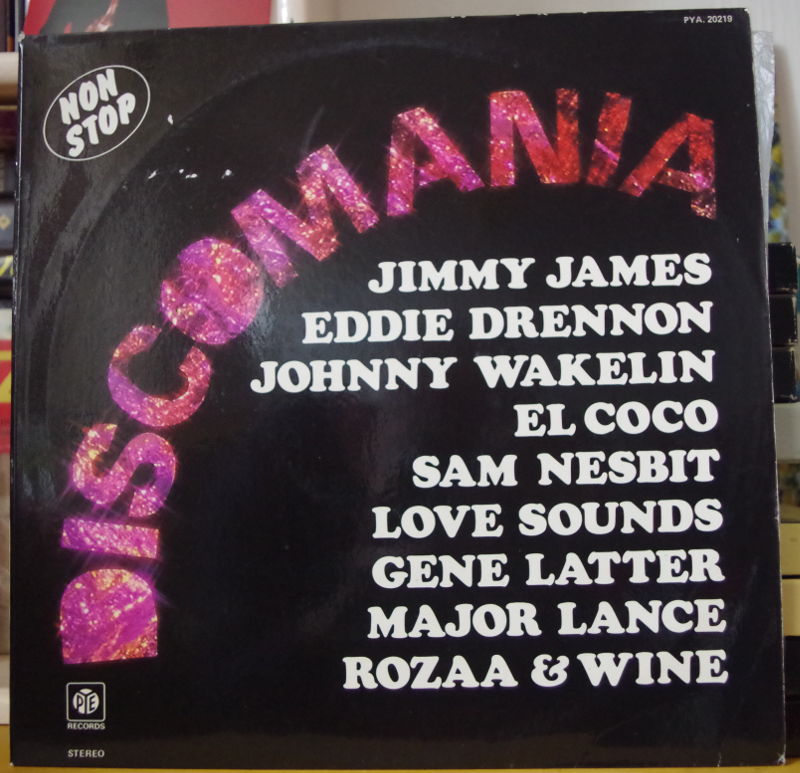 PYA. 20219
NON
STOP
DISCOMANIA
JIMMY JAMES
EDDIE DRENNON
JOHNNY WAKELIN
EL COCO
SAM NESBIT
LOVE SOUNDS
GENE LATTER
MAJOR LANCE
ROZAA & WINE
PYE
RECORDS
STEREO